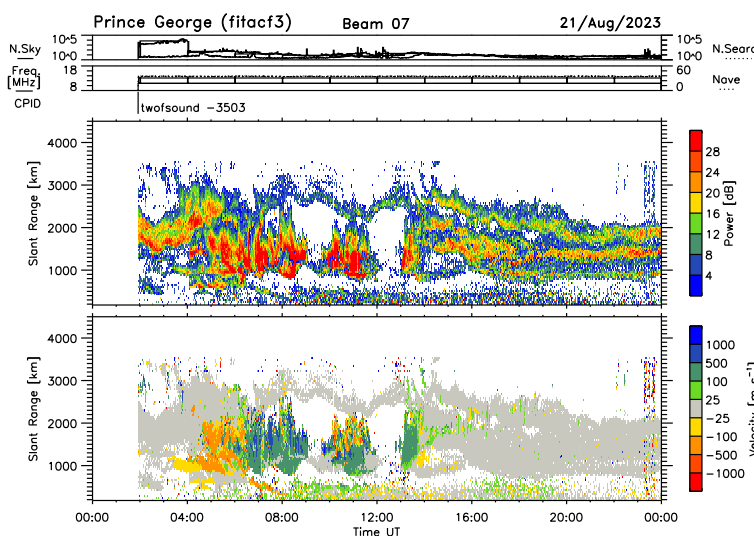 Prince George (fitacf3) Beam 07 21/Aug/2023
N.Sky 10^5 10^0 10^5 10^0 N.Sear
Freq. [MHz] 18 8 60 0 Nave
CPID twofsound -3503
Slant Range [km] 4000 3000 2000 1000
Power [dB] 28 24 20 16 12 8 4
Slant Range [km] 4000 3000 2000 1000
Velocity [m s^-1] 1000 500 100 25 -25 -100 -500 -1000
00:00 04:00 08:00 12:00 16:00 20:00 00:00
Time UT